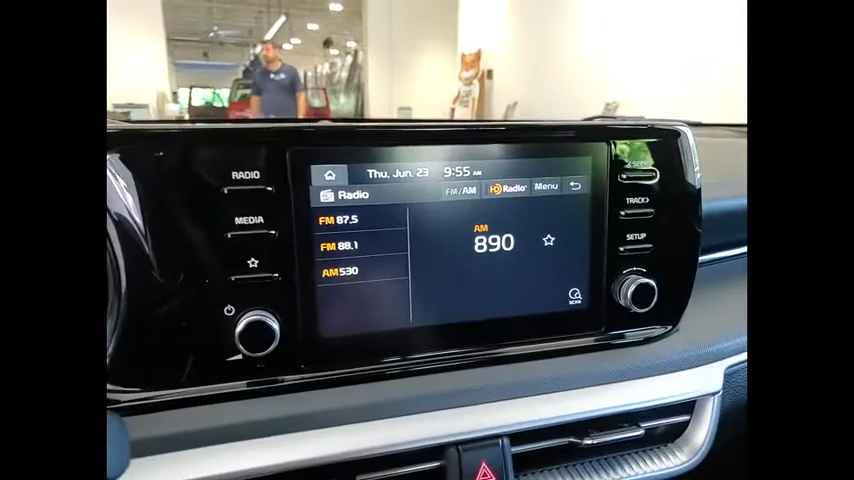 Thu, Jun. 23 9:55 AM
Radio FM/AM HD Radio Menu
FM 87.5
FM 88.1
AM 530
AM
890
SCAN
RADIO
MEDIA
SEEK
TRACK
SETUP